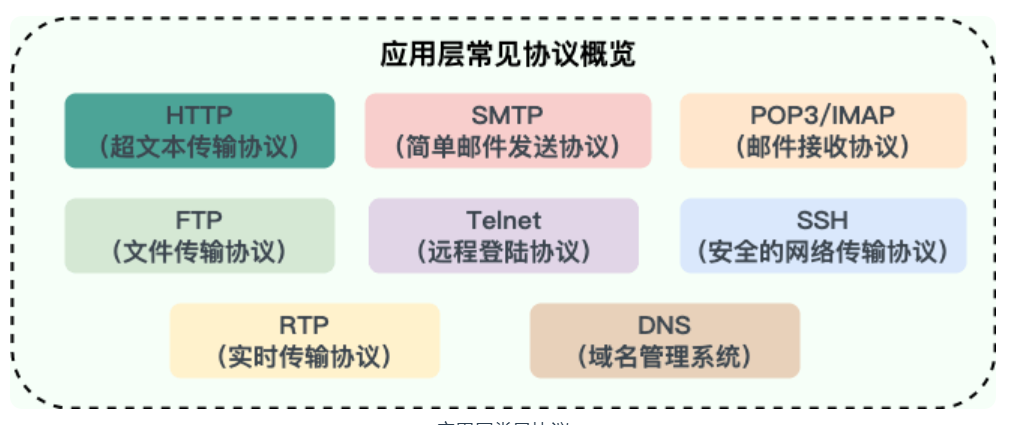 应用层常见协议概览
HTTP
（超文本传输协议）
SMTP
（简单邮件发送协议）
POP3/IMAP
（邮件接收协议）
FTP
（文件传输协议）
Telnet
（远程登陆协议）
SSH
（安全的网络传输协议）
RTP
（实时传输协议）
DNS
（域名管理系统）